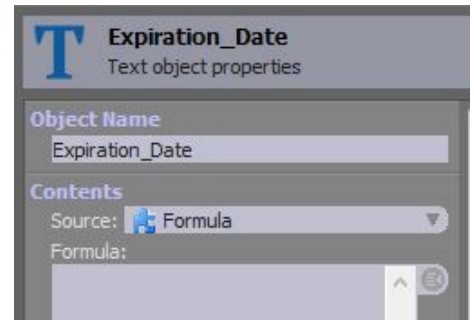 Expiration_Date
Text object properties
Object Name
Expiration_Date
Contents
Source: Formula
Formula: